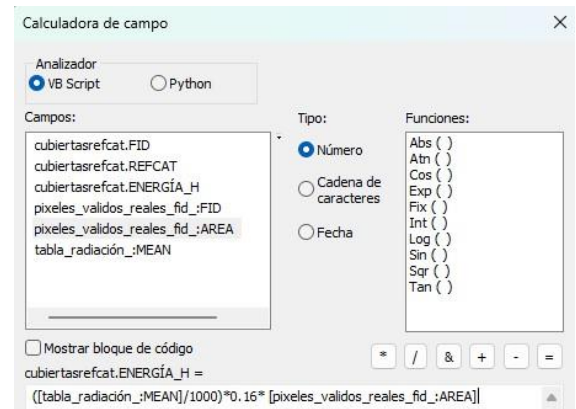 Calculadora de campo
Analizador
VB Script Python
Campos: Tipo: Funciones:
cubiertasrefcat.FID
cubiertasrefcat.REFCAT
cubiertasrefcat.ENERGÍA_H
pixeles_validos_reales_fid_:FID
pixeles_validos_reales_fid_:AREA
tabla_radiación_:MEAN
Número
Cadena de
caracteres
Fecha
Abs ( )
Atn ( )
Cos ( )
Exp ( )
Fix ( )
Int ( )
Log ( )
Sin ( )
Sqr ( )
Tan ( )
Mostrar bloque de código
* / & + - =
cubiertasrefcat.ENERGÍA_H =
([tabla_radiación_:MEAN]/1000)*0.16* [pixeles_validos_reales_fid_:AREA]